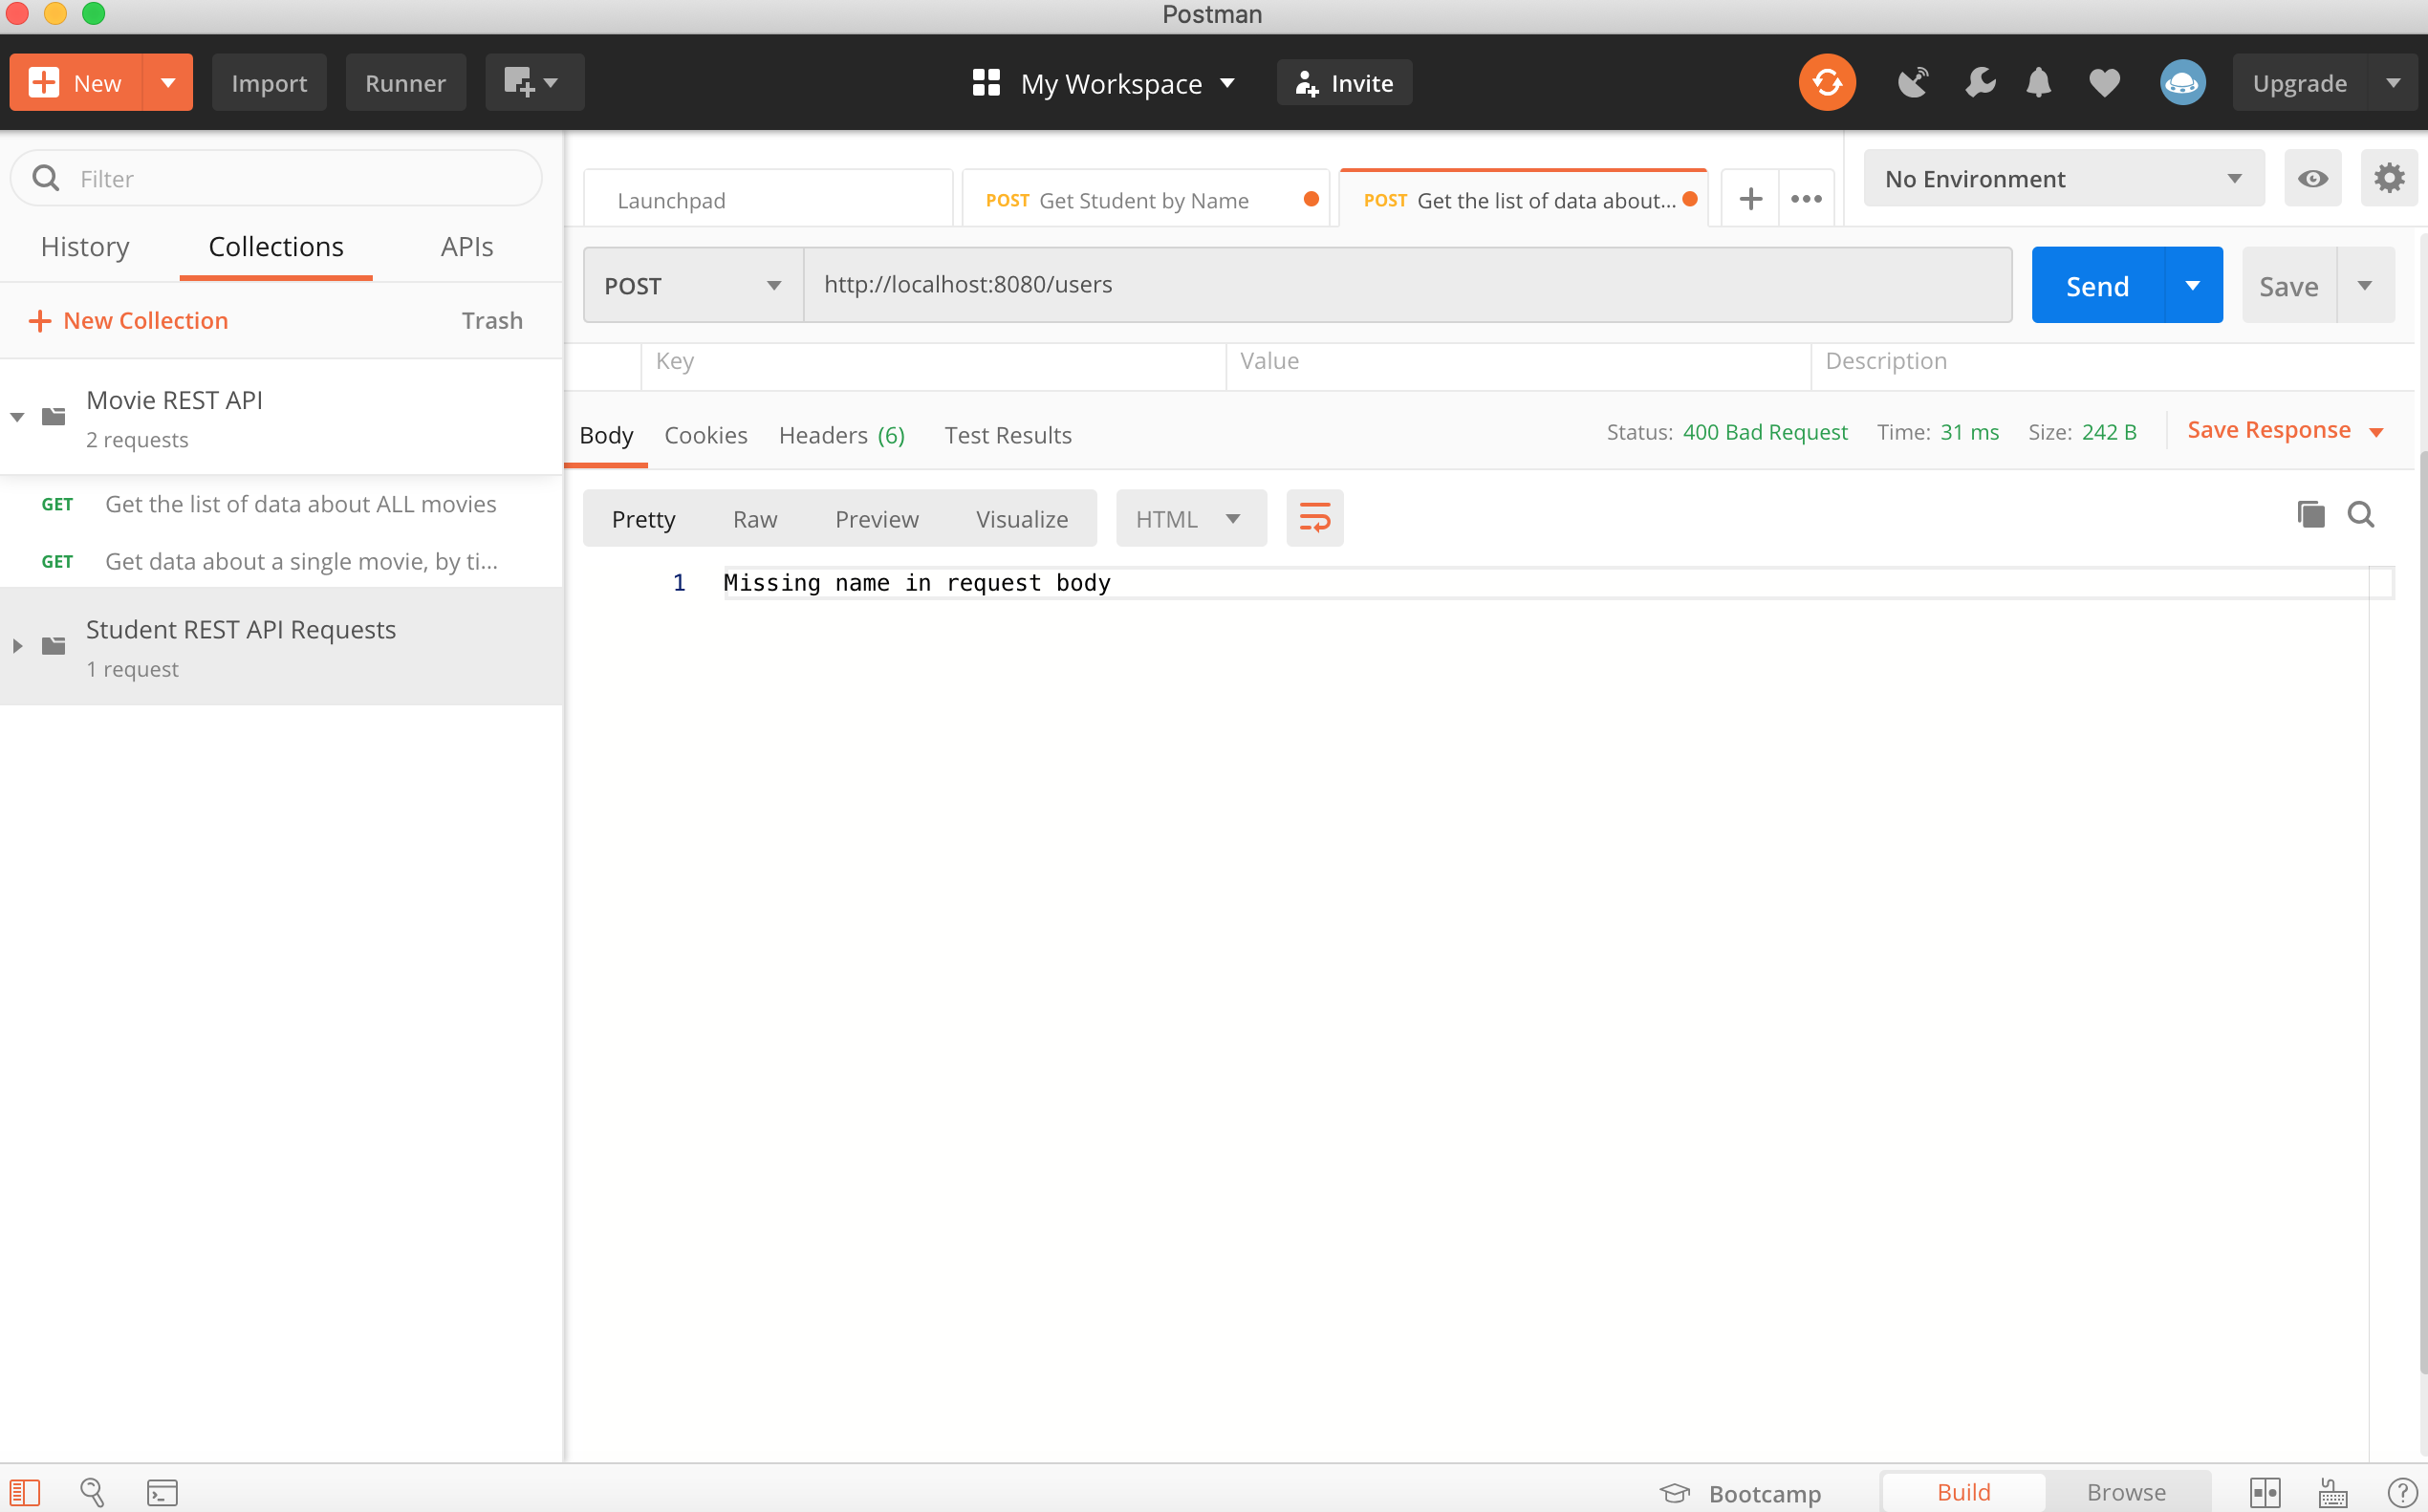 Postman
New
Import
Runner
My Workspace
Invite
Upgrade
Filter
History
Collections
APIs
New Collection
Trash
Movie REST API
2 requests
GET Get the list of data about ALL movies
GET Get data about a single movie, by ti...
Student REST API Requests
1 request
Launchpad
POST Get Student by Name
POST Get the list of data about...
No Environment
POST
http://localhost:8080/users
Send
Save
Key
Value
Description
Body
Cookies
Headers (6)
Test Results
Status: 400 Bad Request
Time: 31 ms
Size: 242 B
Save Response
Pretty
Raw
Preview
Visualize
HTML
1 Missing name in request body
Bootcamp
Build
Browse